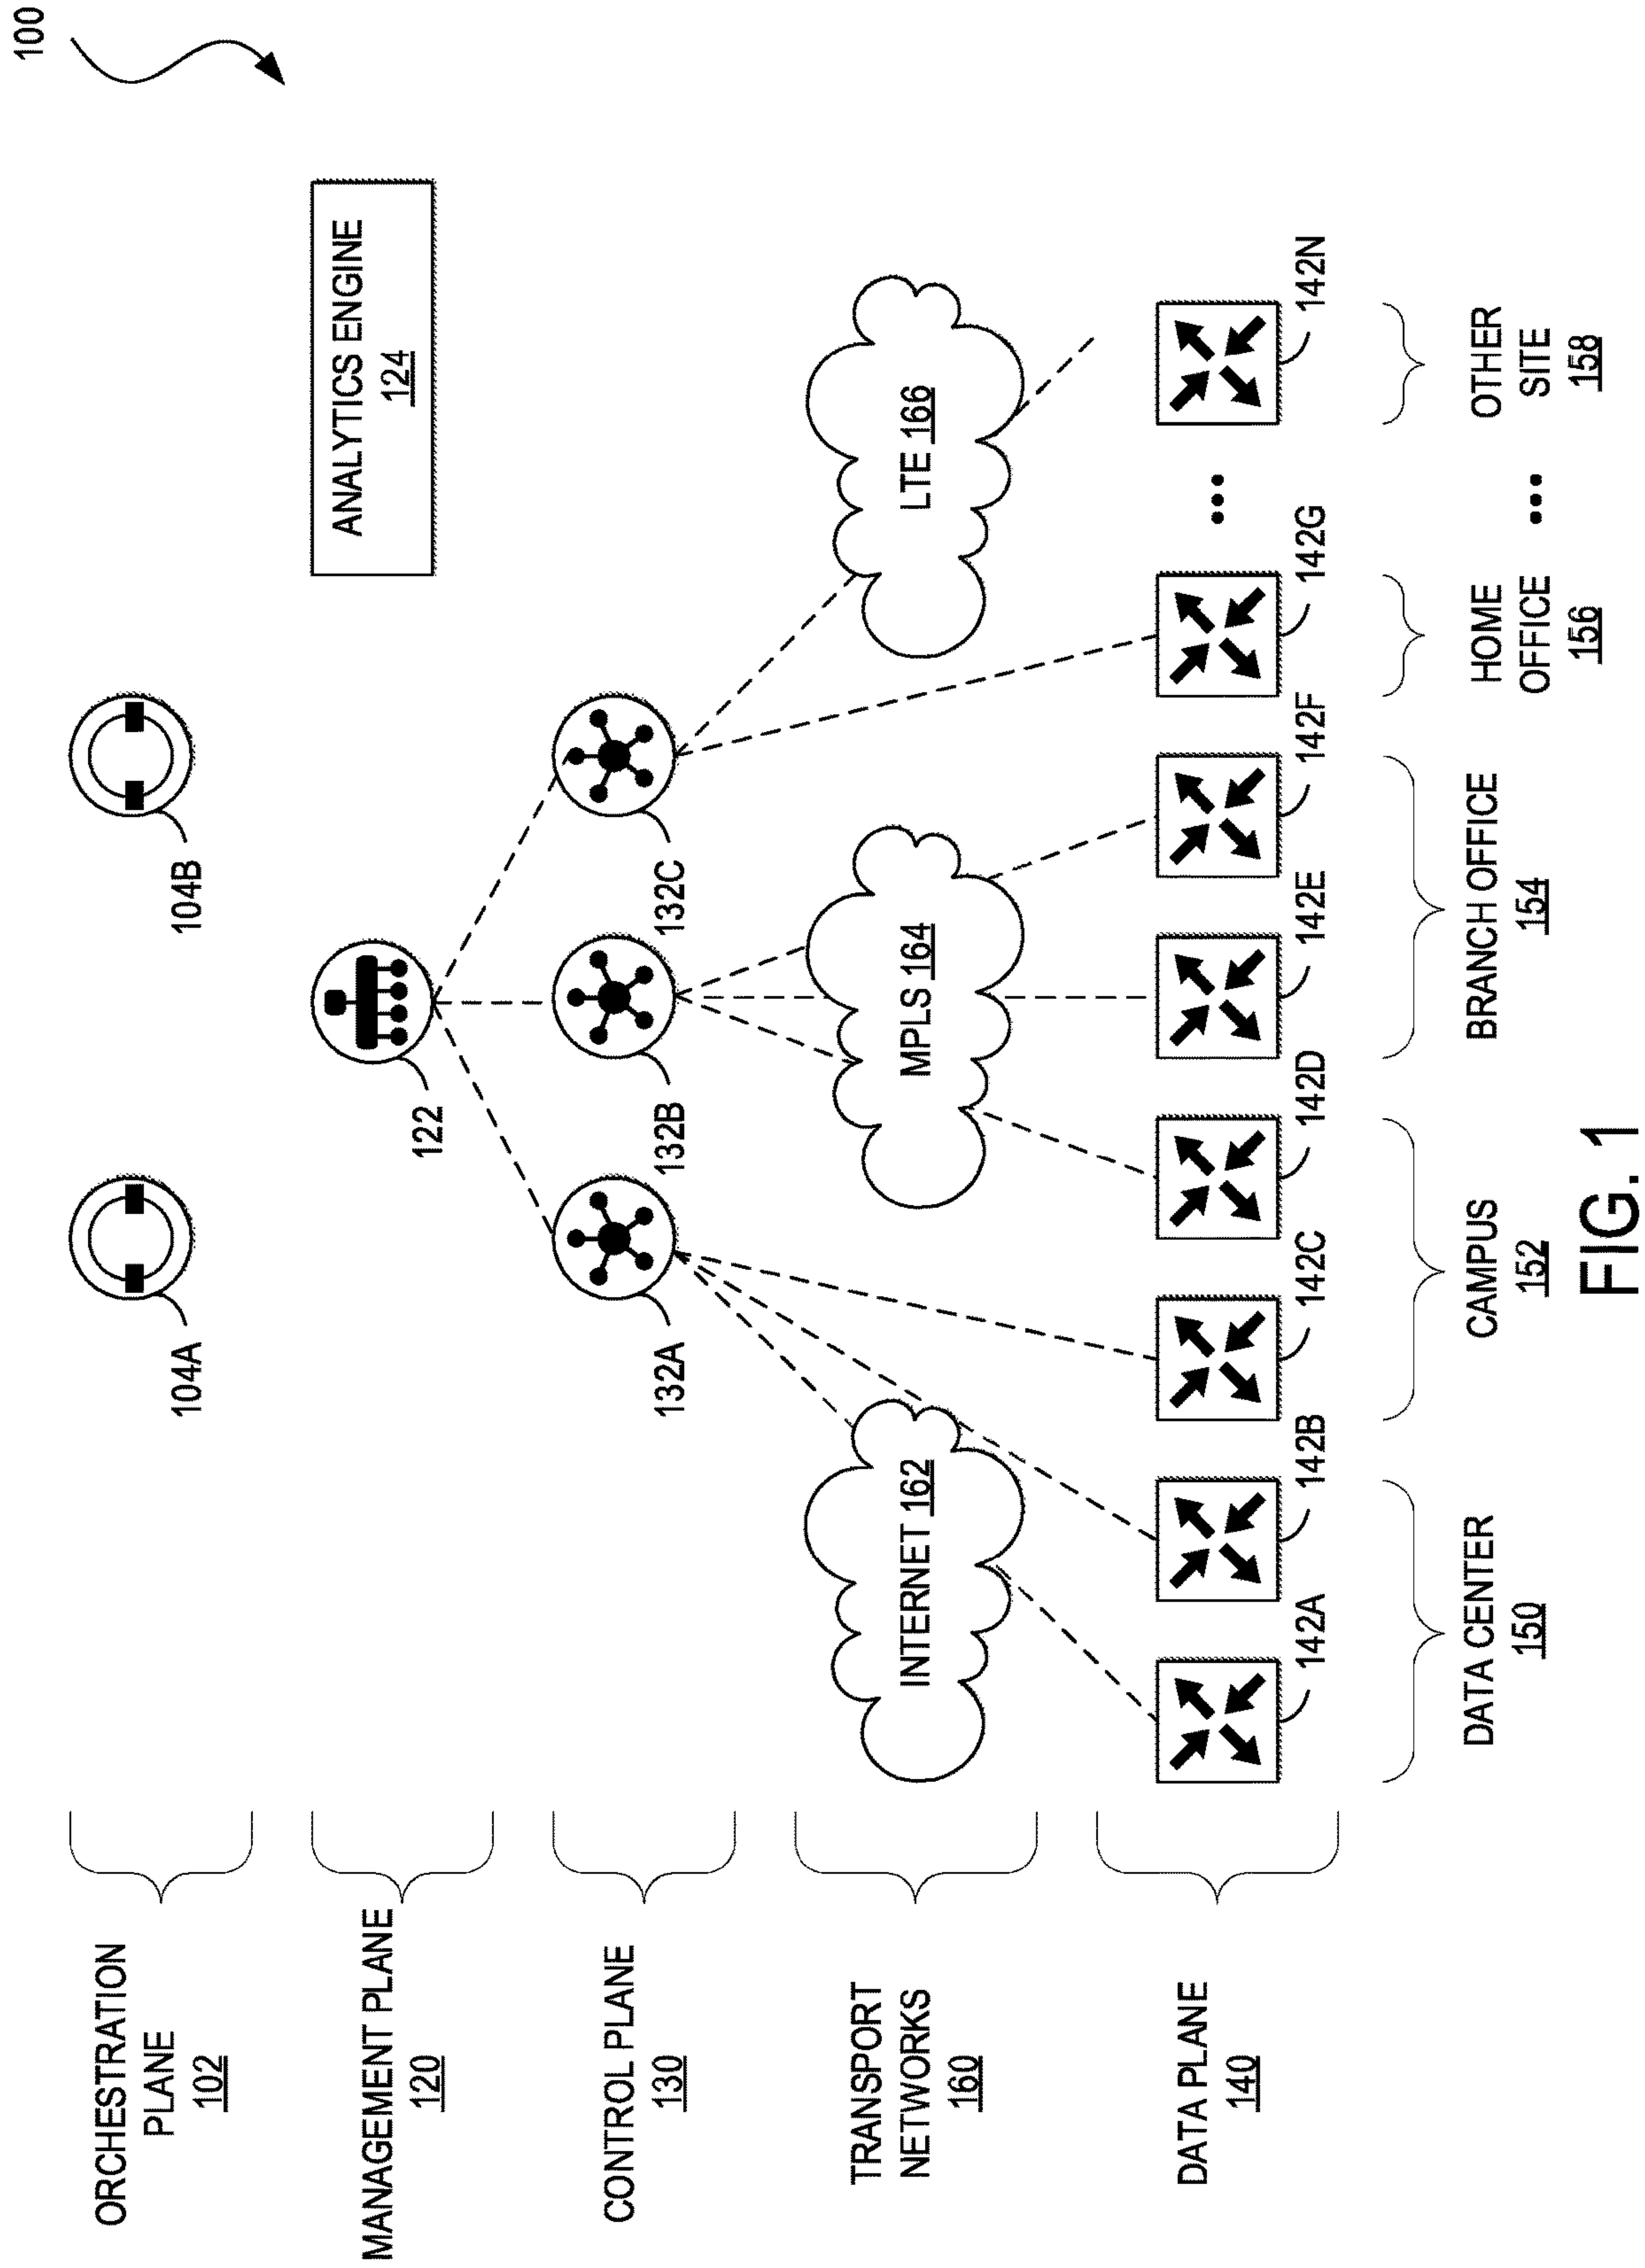 100
ORCHESTRATION
PLANE
102
104A
104B
MANAGEMENT PLANE
120
122
ANALYTICS ENGINE
124
CONTROL PLANE
130
132A
132B
132C
TRANSPORT
NETWORKS
160
INTERNET 162
MPLS 164
LTE 166
DATA PLANE
140
142A
142B
142C
142D
142E
142F
142G
...
142N
DATA CENTER
150
CAMPUS
152
BRANCH OFFICE
154
HOME
OFFICE
156
...
OTHER
SITE
158
FIG. 1